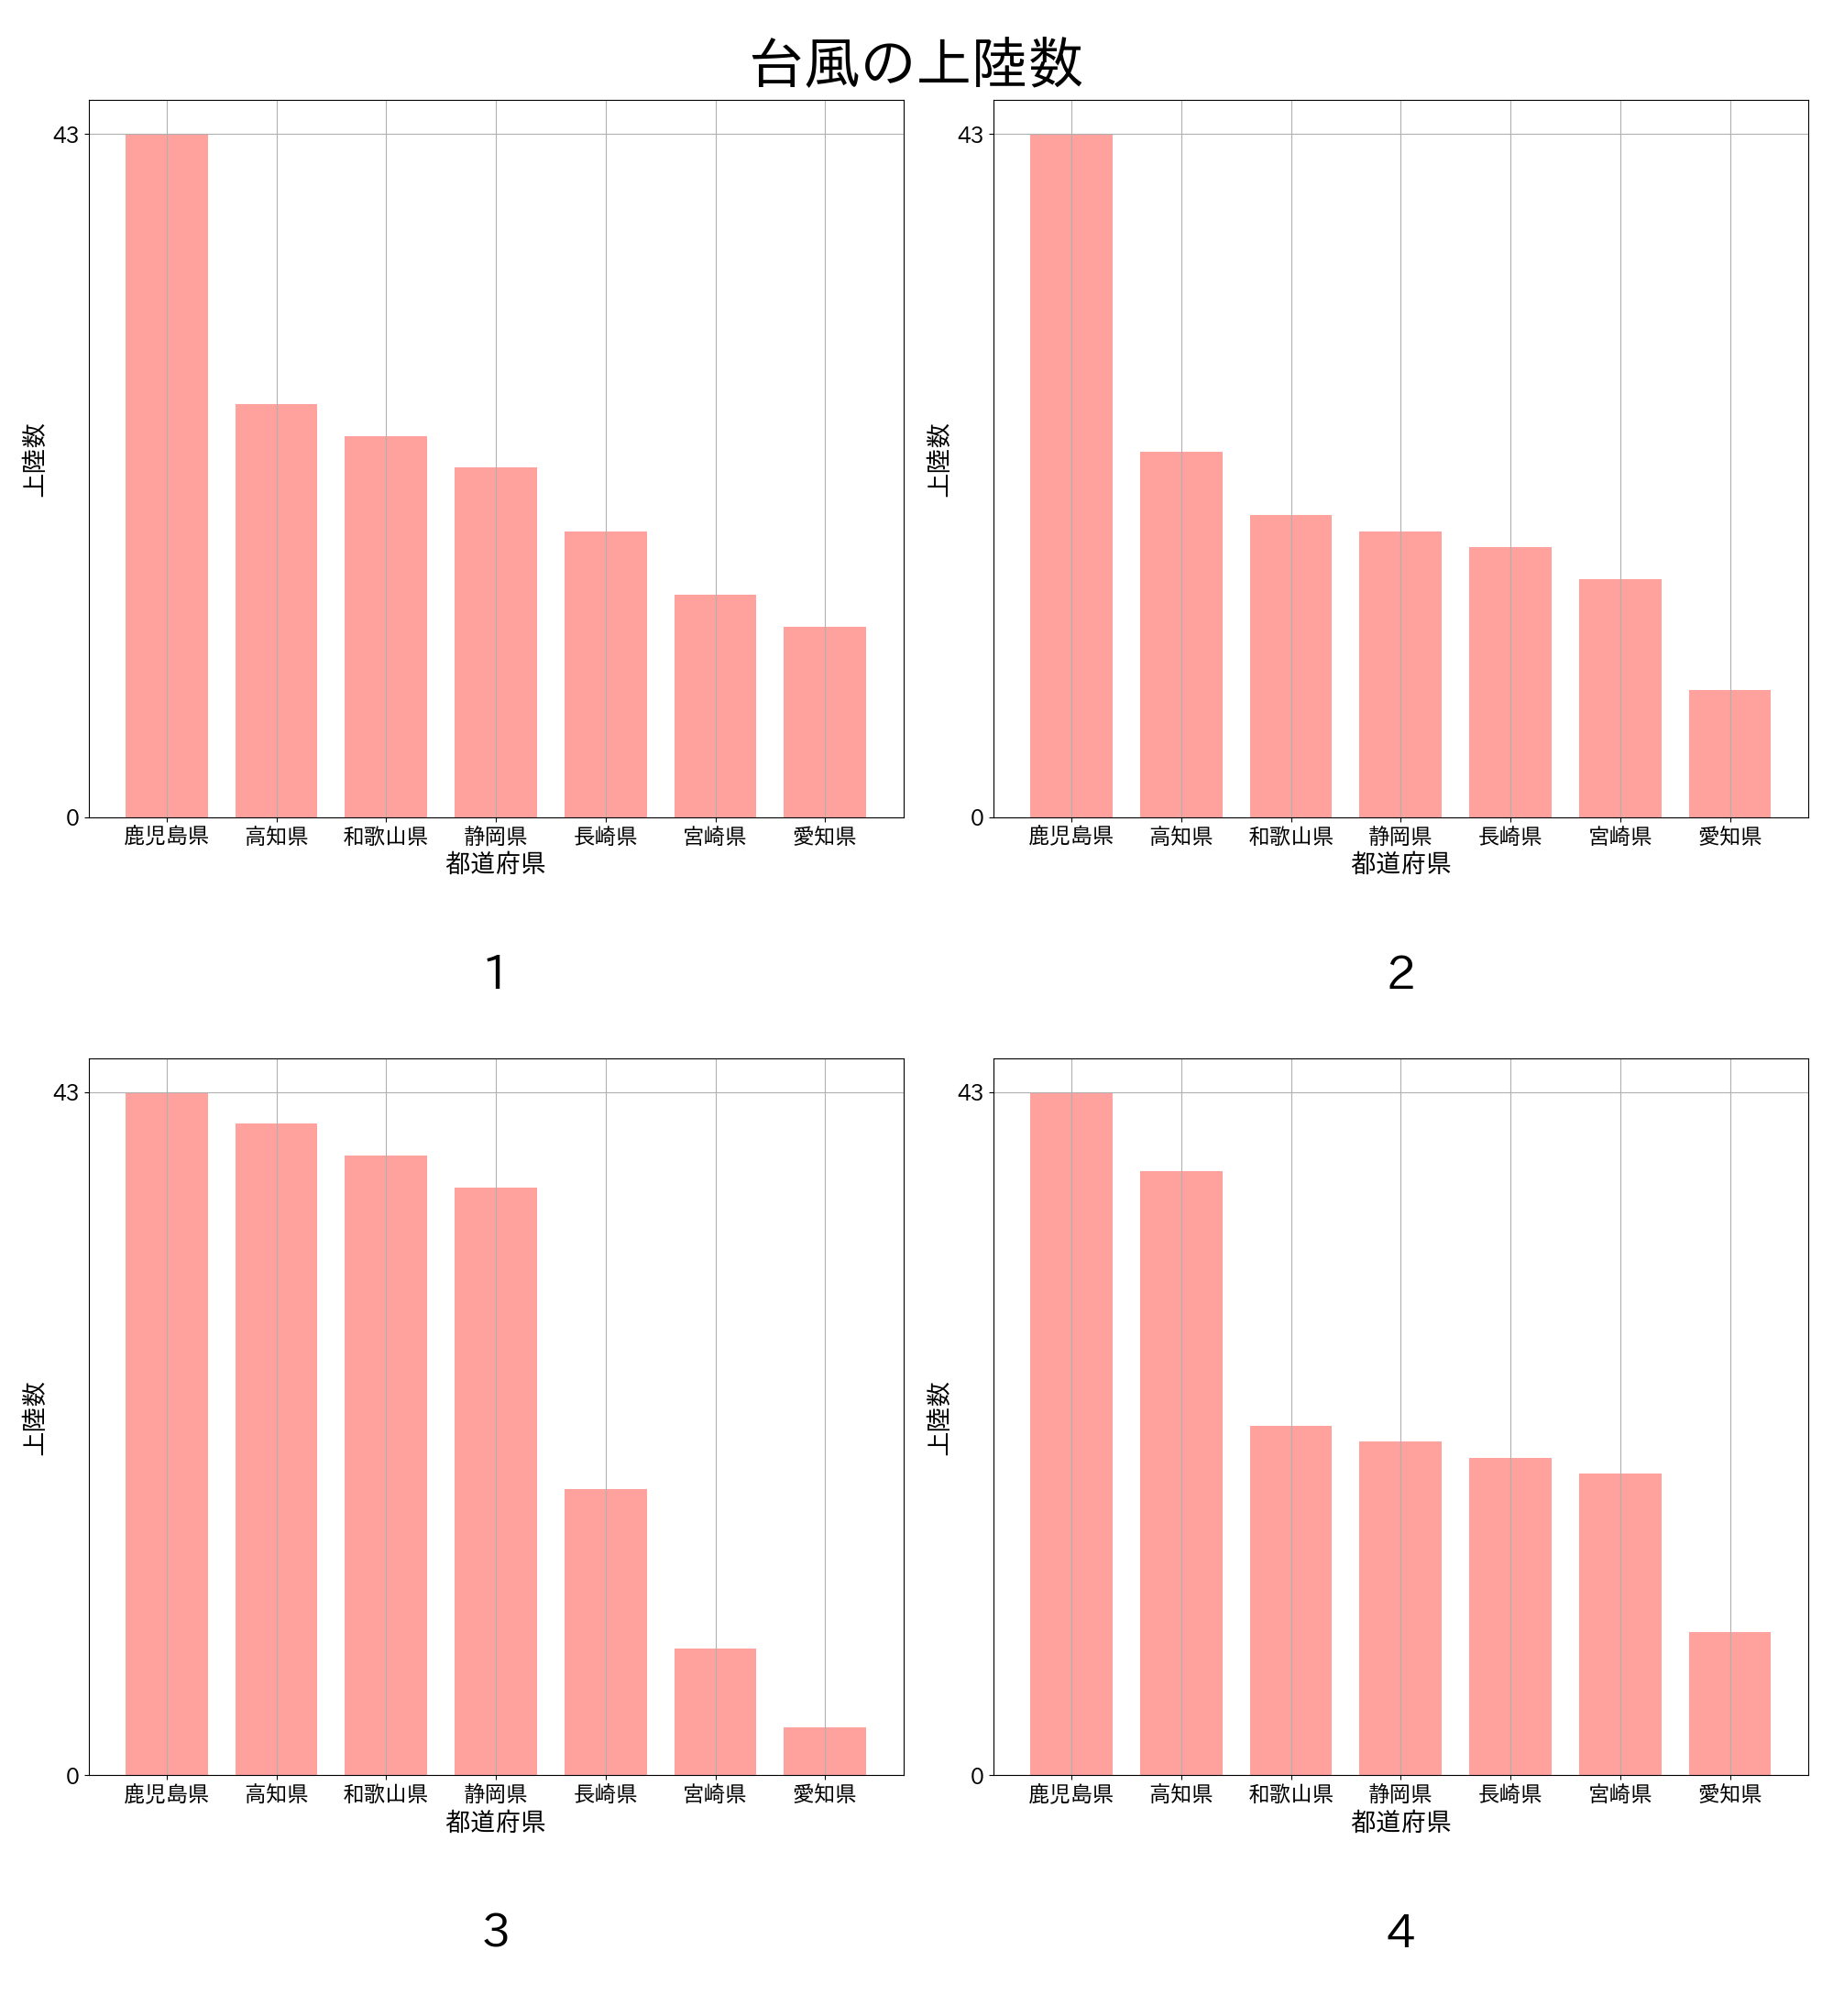 台風の上陸数
43
0
上陸数
鹿児島県 高知県 和歌山県 静岡県 長崎県 宮崎県 愛知県
都道府県
1
43
0
上陸数
鹿児島県 高知県 和歌山県 静岡県 長崎県 宮崎県 愛知県
都道府県
2
43
0
上陸数
鹿児島県 高知県 和歌山県 静岡県 長崎県 宮崎県 愛知県
都道府県
3
43
0
上陸数
鹿児島県 高知県 和歌山県 静岡県 長崎県 宮崎県 愛知県
都道府県
4